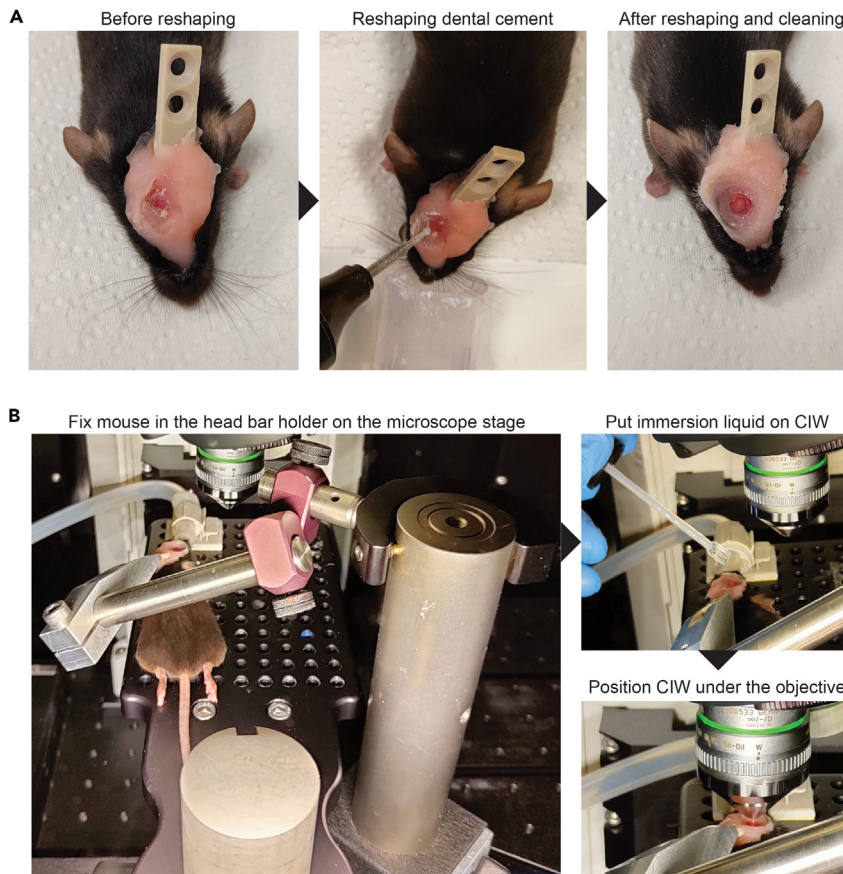 A
Before reshaping
Reshaping dental cement
After reshaping and cleaning
B
Fix mouse in the head bar holder on the microscope stage
Put immersion liquid on CIW
Position CIW under the objective